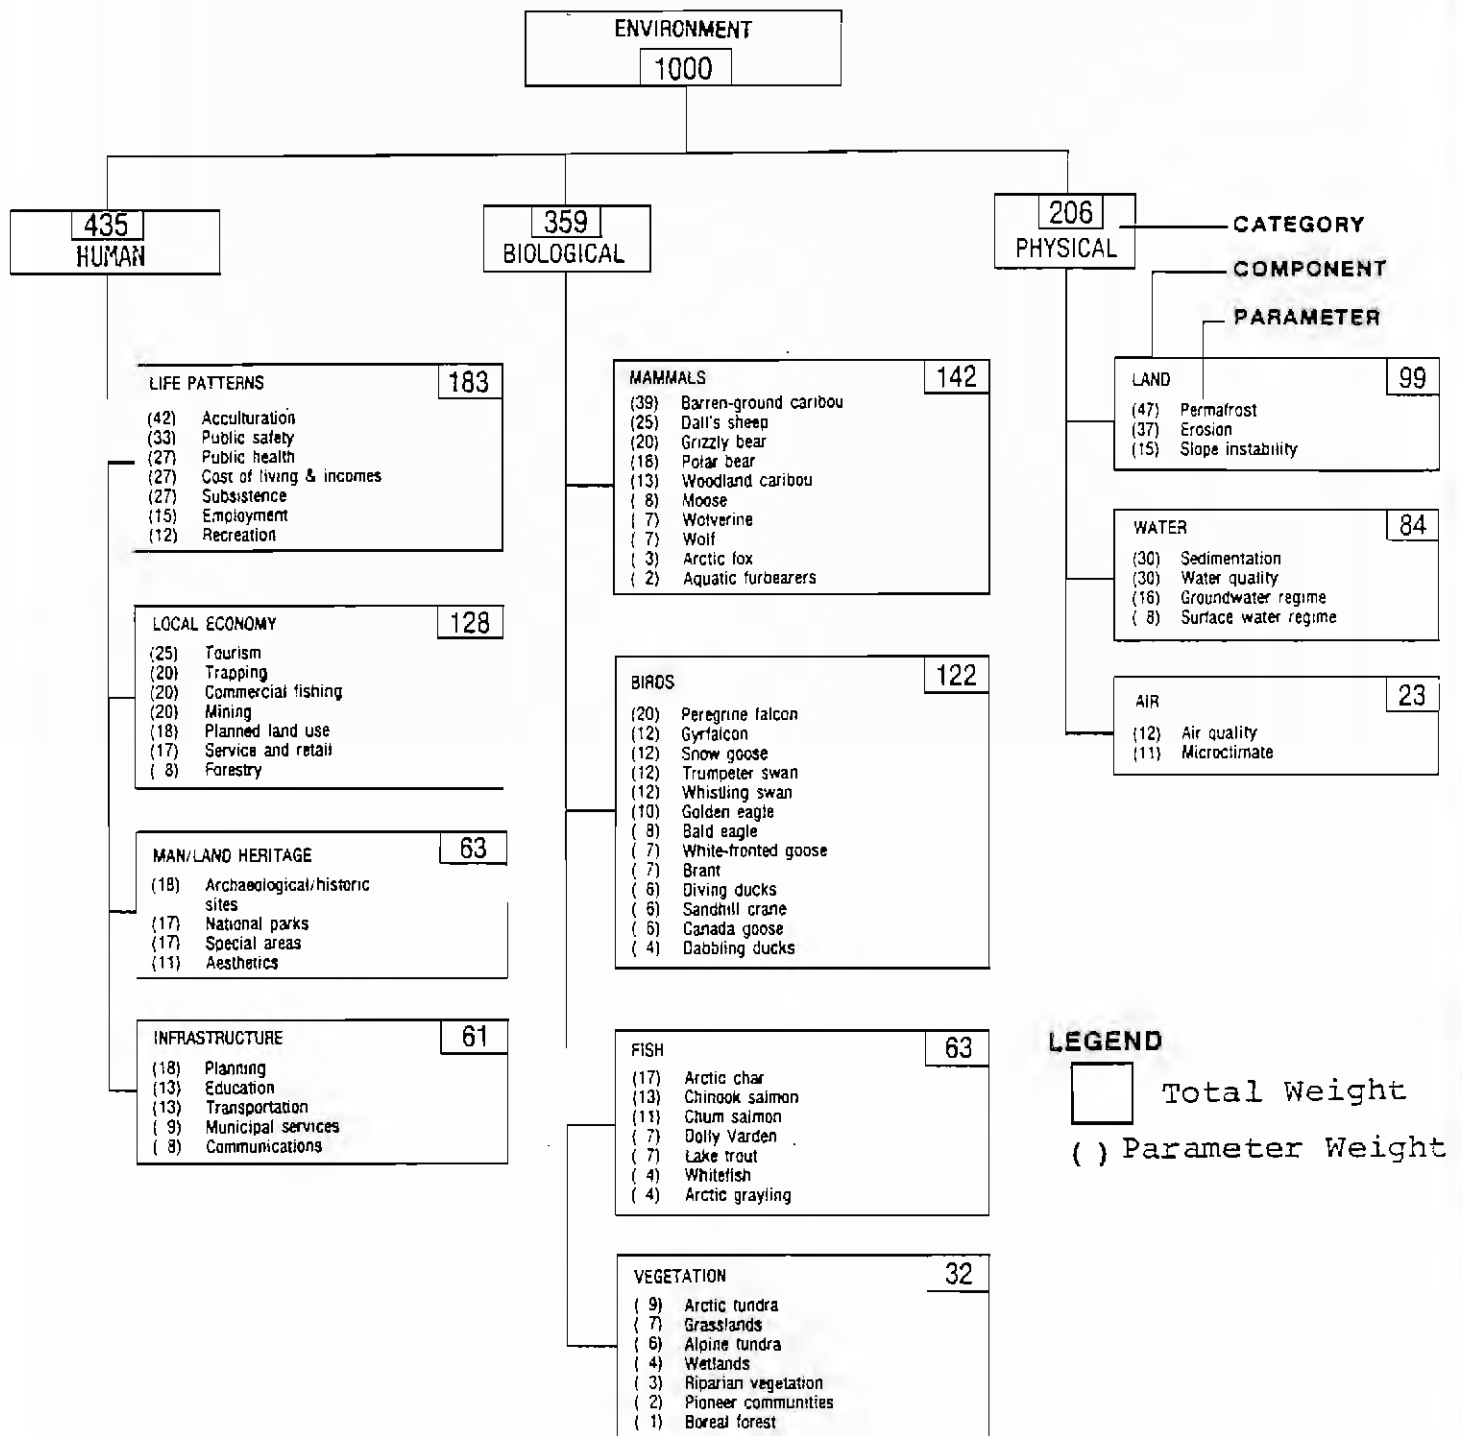 ENVIRONMENT
1000
435
HUMAN
359
BIOLOGICAL
206
PHYSICAL
CATEGORY
COMPONENT
PARAMETER
LIFE PATTERNS 183
(42) Acculturation
(33) Public safety
(27) Public health
(27) Cost of living & incomes
(27) Subsistence
(15) Employment
(12) Recreation
LOCAL ECONOMY 128
(25) Tourism
(20) Trapping
(20) Commercial fishing
(20) Mining
(18) Planned land use
(17) Service and retail
( 8) Forestry
MAN/LAND HERITAGE 63
(18) Archaeological/historic
sites
(17) National parks
(17) Special areas
(11) Aesthetics
INFRASTRUCTURE 61
(18) Planning
(13) Education
(13) Transportation
( 9) Municipal services
( 8) Communications
MAMMALS 142
(39) Barren-ground caribou
(25) Dall's sheep
(20) Grizzly bear
(18) Polar bear
(13) Woodland caribou
( 8) Moose
( 7) Wolverine
( 7) Wolf
( 3) Arctic fox
( 2) Aquatic furbearers
BIRDS 122
(20) Peregrine falcon
(12) Gyrfalcon
(12) Snow goose
(12) Trumpeter swan
(12) Whistling swan
(10) Golden eagle
( 8) Bald eagle
( 7) White-fronted goose
( 7) Brant
( 6) Diving ducks
( 6) Sandhill crane
( 6) Canada goose
( 4) Dabbling ducks
FISH 63
(17) Arctic char
(13) Chinook salmon
(11) Chum salmon
( 7) Dolly Varden
( 7) Lake trout
( 4) Whitefish
( 4) Arctic grayling
VEGETATION 32
( 9) Arctic tundra
( 7) Grasslands
( 6) Alpine tundra
( 4) Wetlands
( 3) Riparian vegetation
( 2) Pioneer communities
( 1) Boreal forest
LAND 99
(47) Permafrost
(37) Erosion
(15) Slope instability
WATER 84
(30) Sedimentation
(30) Water quality
(16) Groundwater regime
( 8) Surface water regime
AIR 23
(12) Air quality
(11) Microclimate
LEGEND
Total Weight
( ) Parameter Weight